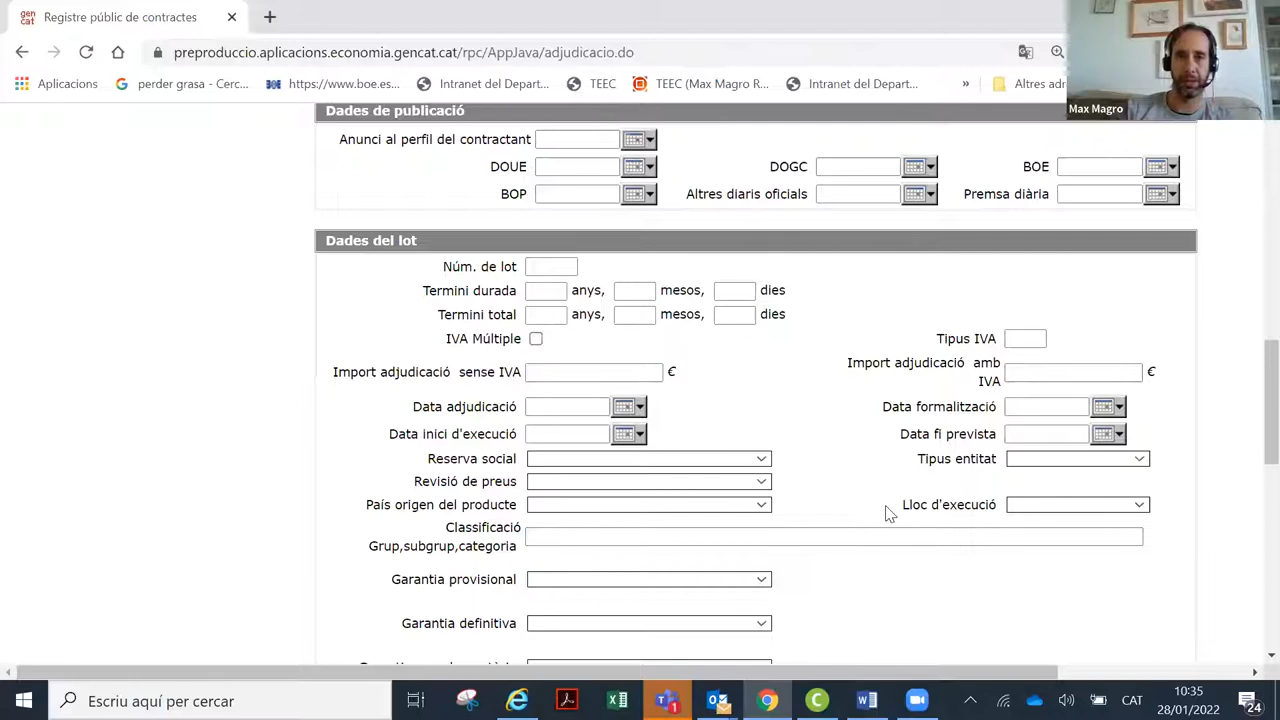 gen
cat
Registre públic de contractes
preproduccio.aplicacions.economia.gencat.cat/rpc/AppJava/adjudicacio.do
Aplicacions
perder grasa - Cerc...
https://www.boe.es...
Intranet del Depart...
TEEC
TEEC (Max Magro R...
Intranet del Depart...
»
Altres adr
Max Magro
Dades de publicació
Anunci al perfil del contractant
DOUE DOGC BOE
BOP Altres diaris oficials Premsa diària
Dades del lot
Núm. de lot
Termini durada anys, mesos, dies
Termini total anys, mesos, dies
IVA Múltiple Tipus IVA
Import adjudicació sense IVA € Import adjudicació amb
IVA €
Data adjudicació Data formalització
Data inici d'execució Data fi prevista
Reserva social Tipus entitat
Revisió de preus
País origen del producte Lloc d'execució
Classificació
Grup,subgrup,categoria
Garantia provisional
Garantia definitiva
Escriu aquí per cercar
1
CAT
10:35
28/01/2022
24